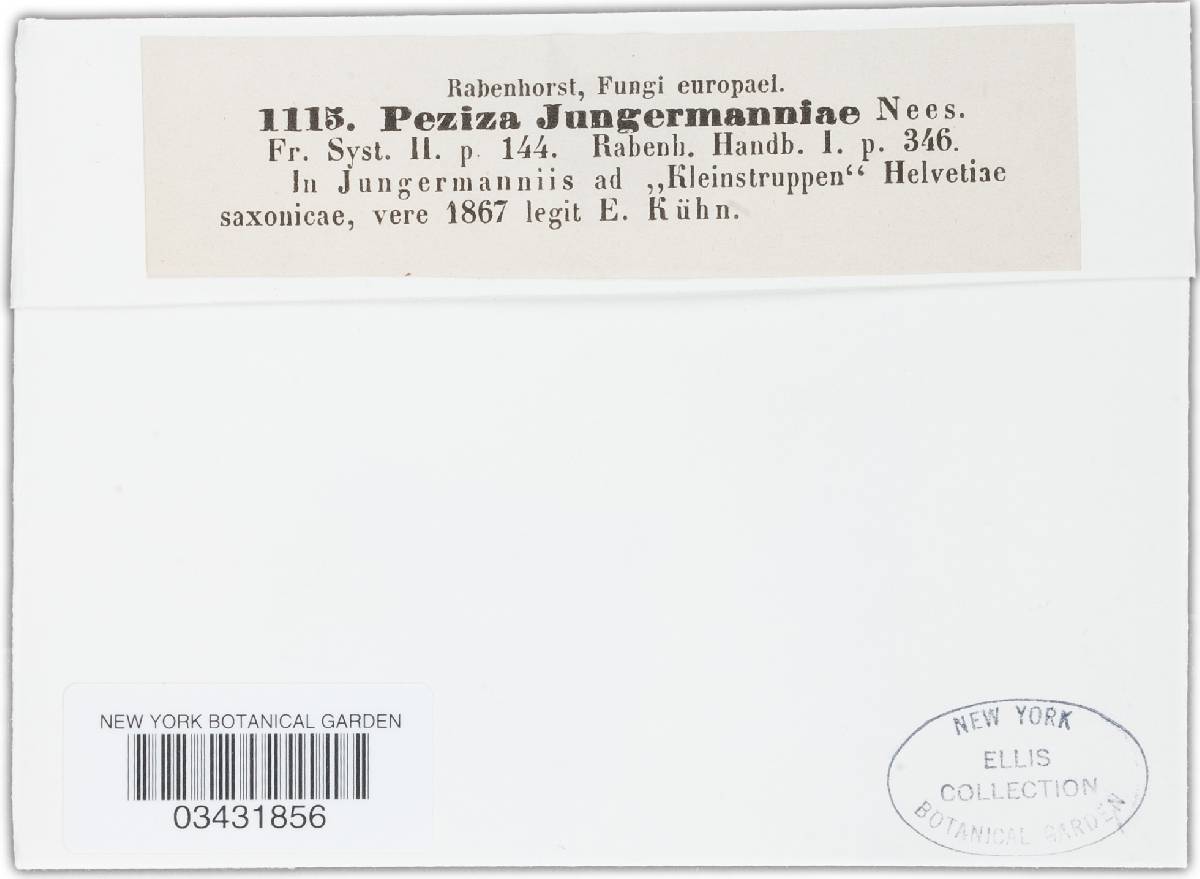 Rabenhorst, Fungi europaei.
1115. Peziza Jungermanniae Nees.
Fr. Syst. II. p. 144. Rabenh. Handb. I. p. 346.
In Jungermanniis ad „Kleinstruppen“ Helvetiae
saxonicae, vere 1867 legit E. Kühn.
NEW YORK BOTANICAL GARDEN
03431856
NEW YORK
ELLIS
COLLECTION
BOTANICAL GARDEN